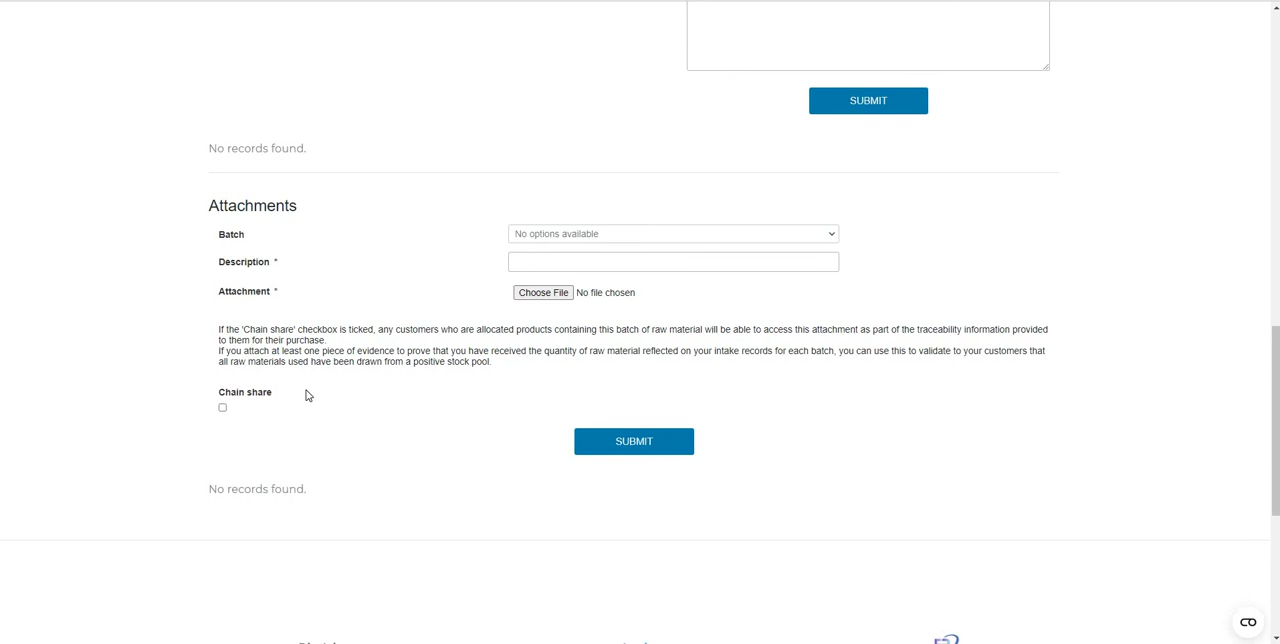 SUBMIT
No records found.
Attachments
Batch
No options available
Description *
Attachment *
Choose File No file chosen
If the 'Chain share' checkbox is ticked, any customers who are allocated products containing this batch of raw material will be able to access this attachment as part of the traceability information provided
to them for their purchase.
If you attach at least one piece of evidence to prove that you have received the quantity of raw material reflected on your intake records for each batch, you can use this to validate to your customers that
all raw materials used have been drawn from a positive stock pool.
Chain share
SUBMIT
No records found.